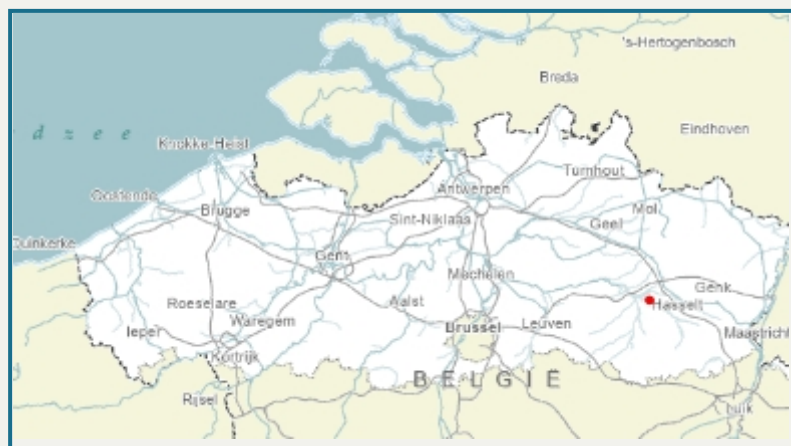 's-Hertogenbosch
Breda
Eindhoven
d z e e
Knokke-Heist
Turnhout
Antwerpen
Oostende
Mol
Brugge
Sint-Niklaas
Geel
Duinkerke
Gent
Mechelen
Genk
Roeselare
Aalst
Hasselt
Ieper
Waregem
Brussel
Leuven
Maastricht
Kortrijk
BELGIË
Rijsel
Luik